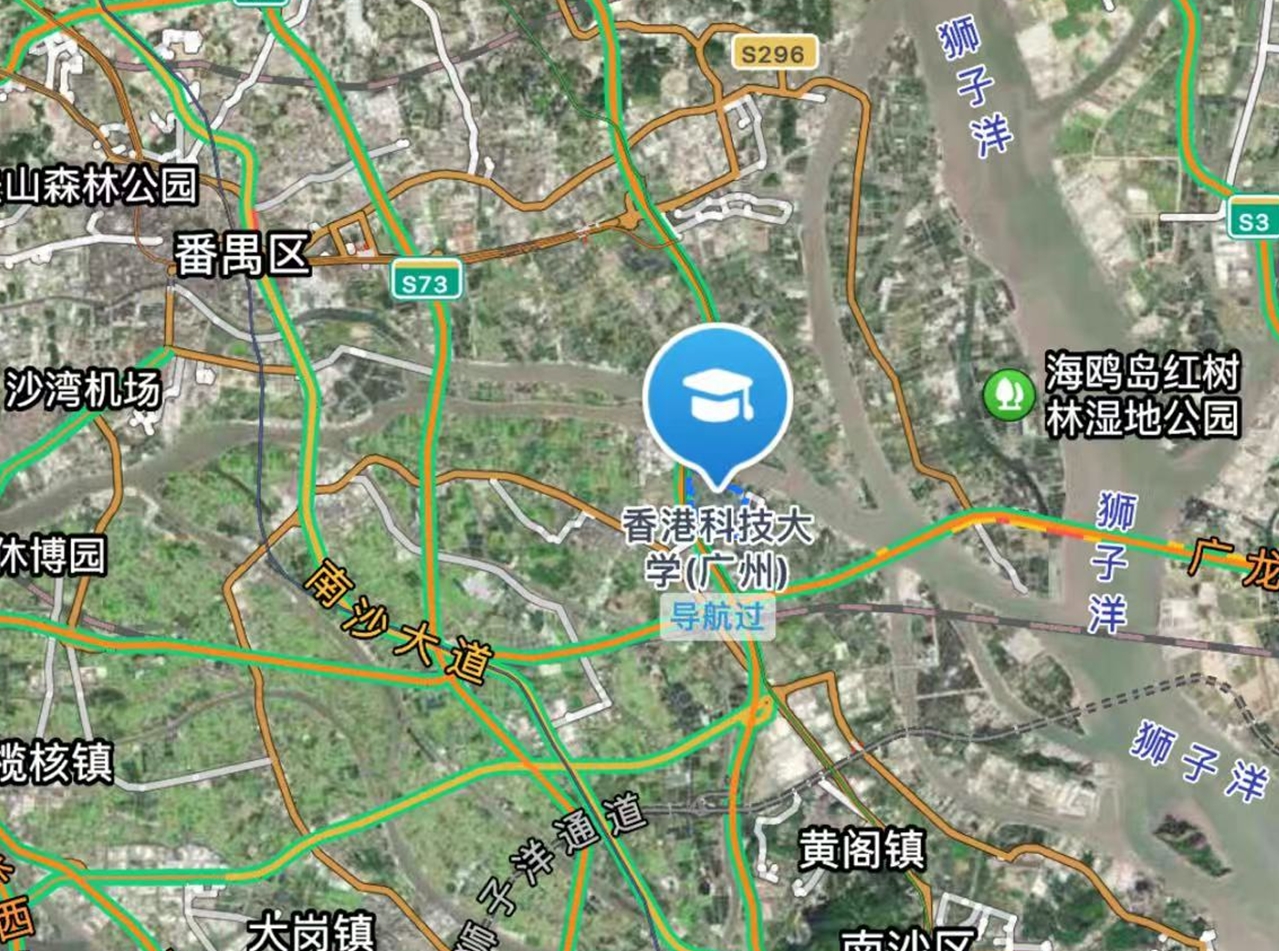 狮子洋
S296
山森林公园
S3
番禺区
S73
海鸥岛红树
林湿地公园
沙湾机场
狮子洋
香港科技大
学(广州)
导航过
休博园
广龙
南沙大道
狮子洋
榄核镇
狮子洋通道
黄阁镇
西
大岗镇
南沙区